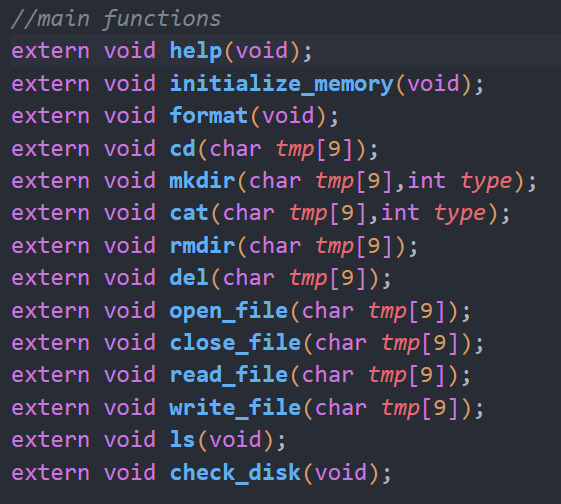 //main functions
extern void help(void);
extern void initialize_memory(void);
extern void format(void);
extern void cd(char tmp[9]);
extern void mkdir(char tmp[9],int type);
extern void cat(char tmp[9],int type);
extern void rmdir(char tmp[9]);
extern void del(char tmp[9]);
extern void open_file(char tmp[9]);
extern void close_file(char tmp[9]);
extern void read_file(char tmp[9]);
extern void write_file(char tmp[9]);
extern void ls(void);
extern void check_disk(void);